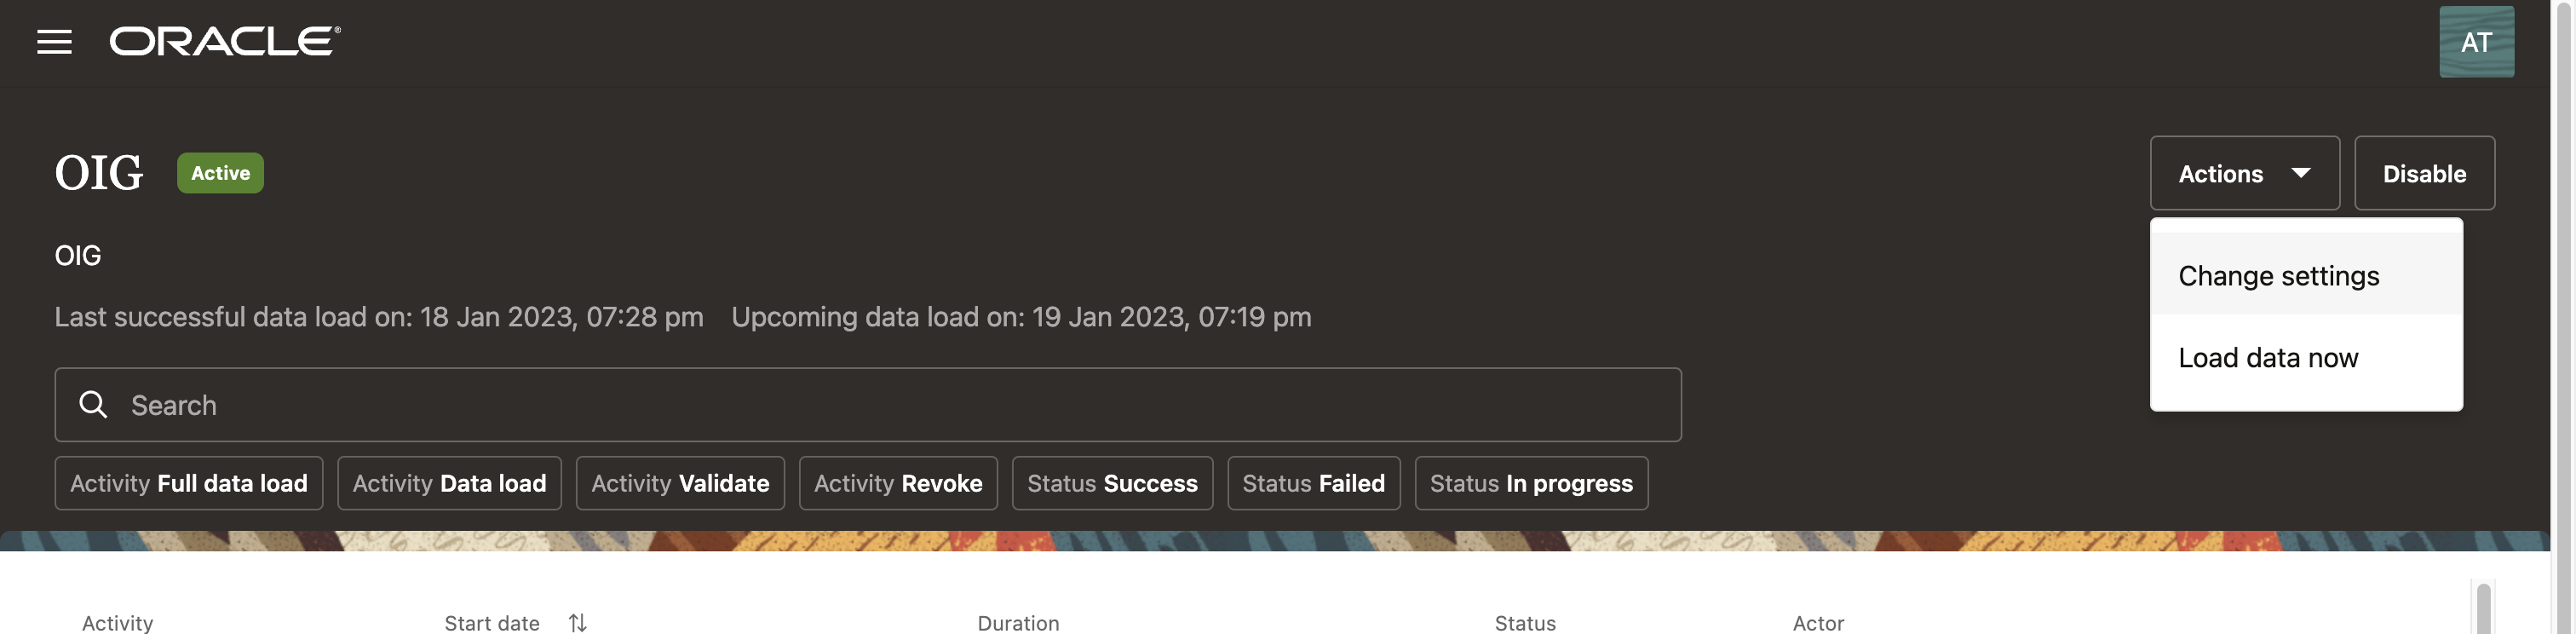 ORACLE®
AT
OIG Active
Actions Disable
Change settings
Load data now
OIG
Last successful data load on: 18 Jan 2023, 07:28 pm Upcoming data load on: 19 Jan 2023, 07:19 pm
Search
Activity Full data load Activity Data load Activity Validate Activity Revoke Status Success Status Failed Status In progress
Activity Start date Duration Status Actor